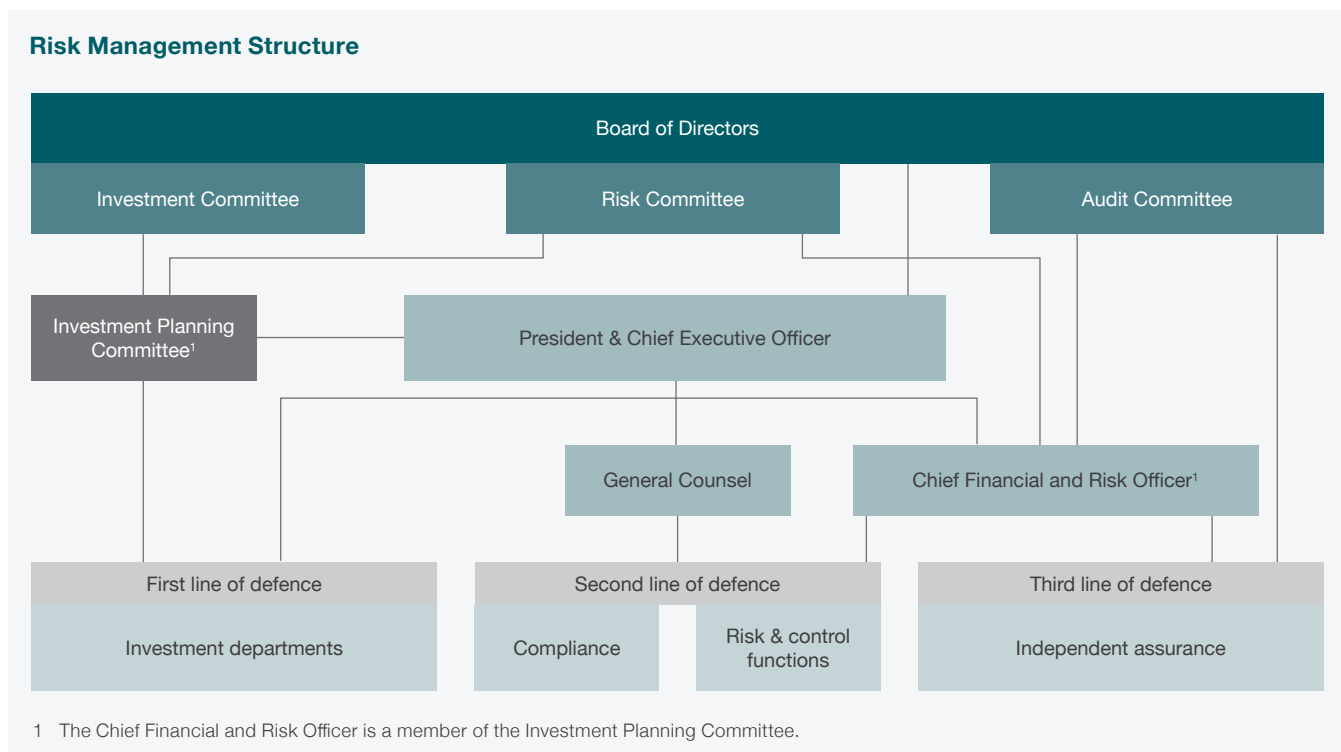 Risk Management Structure
Board of Directors
Investment Committee
Risk Committee
Audit Committee
Investment Planning
Committee¹
President & Chief Executive Officer
General Counsel
Chief Financial and Risk Officer¹
First line of defence
Second line of defence
Third line of defence
Investment departments
Compliance
Risk & control
functions
Independent assurance
1 The Chief Financial and Risk Officer is a member of the Investment Planning Committee.